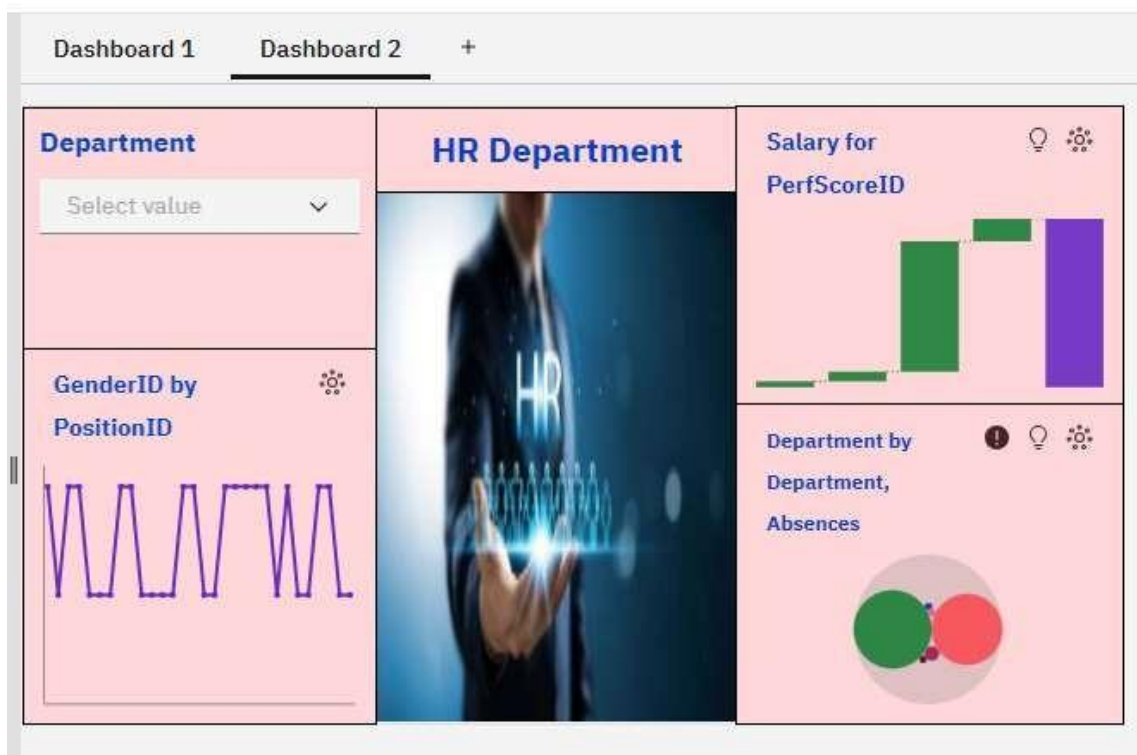 Dashboard 1
Dashboard 2
+
Department
Select value
HR Department
Salary for
PerfScoreID
GenderID by
PositionID
HR
Department by
Department,
Absences